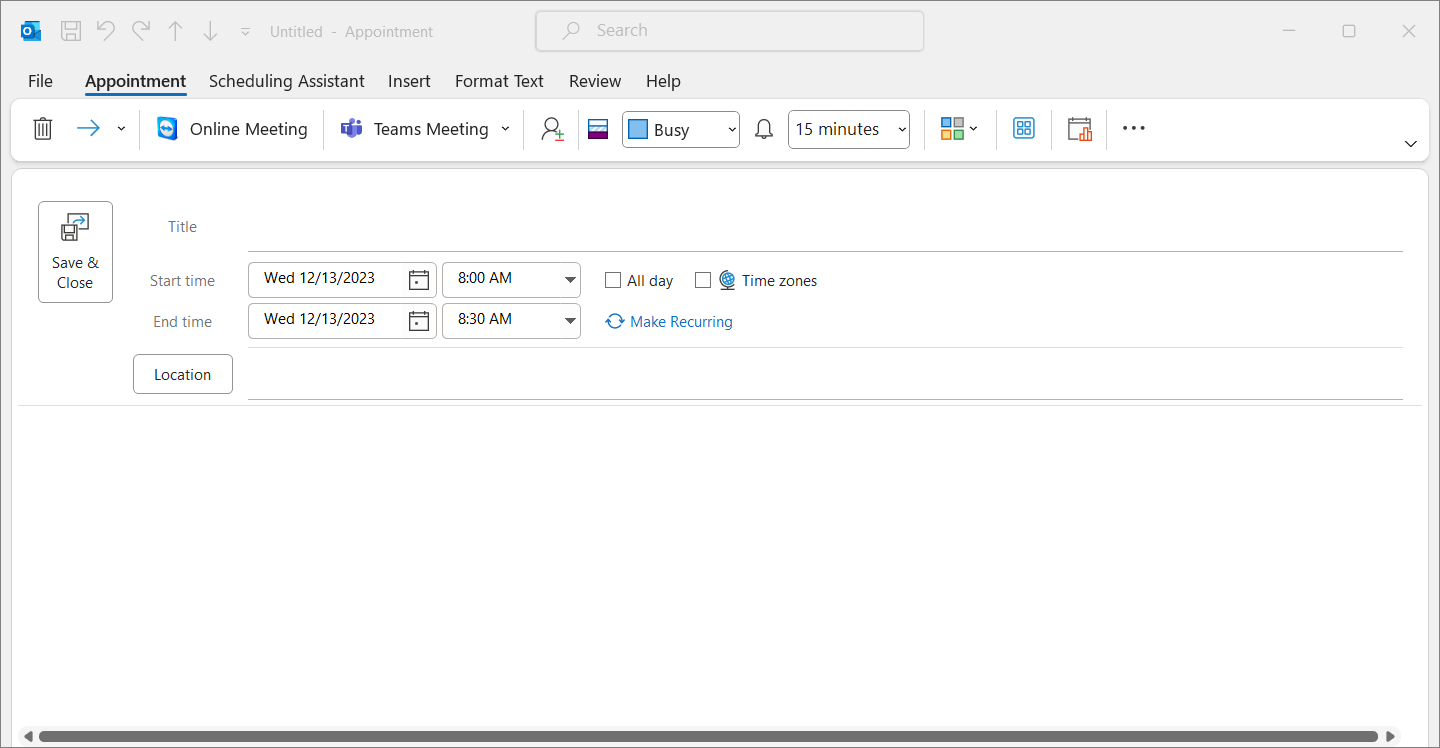 Untitled - Appointment
Search
File Appointment Scheduling Assistant Insert Format Text Review Help
Online Meeting Teams Meeting Busy 15 minutes
Title
Save &
Close
Start time Wed 12/13/2023 8:00 AM All day Time zones
End time Wed 12/13/2023 8:30 AM Make Recurring
Location